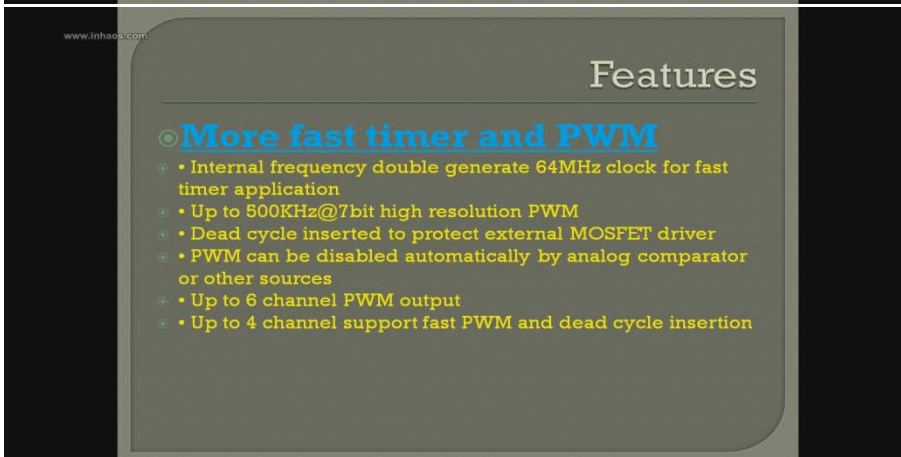 www.inhaos.com
Features
More fast timer and PWM
• Internal frequency double generate 64MHz clock for fast
timer application
• Up to 500KHz@7bit high resolution PWM
• Dead cycle inserted to protect external MOSFET driver
• PWM can be disabled automatically by analog comparator
or other sources
• Up to 6 channel PWM output
• Up to 4 channel support fast PWM and dead cycle insertion